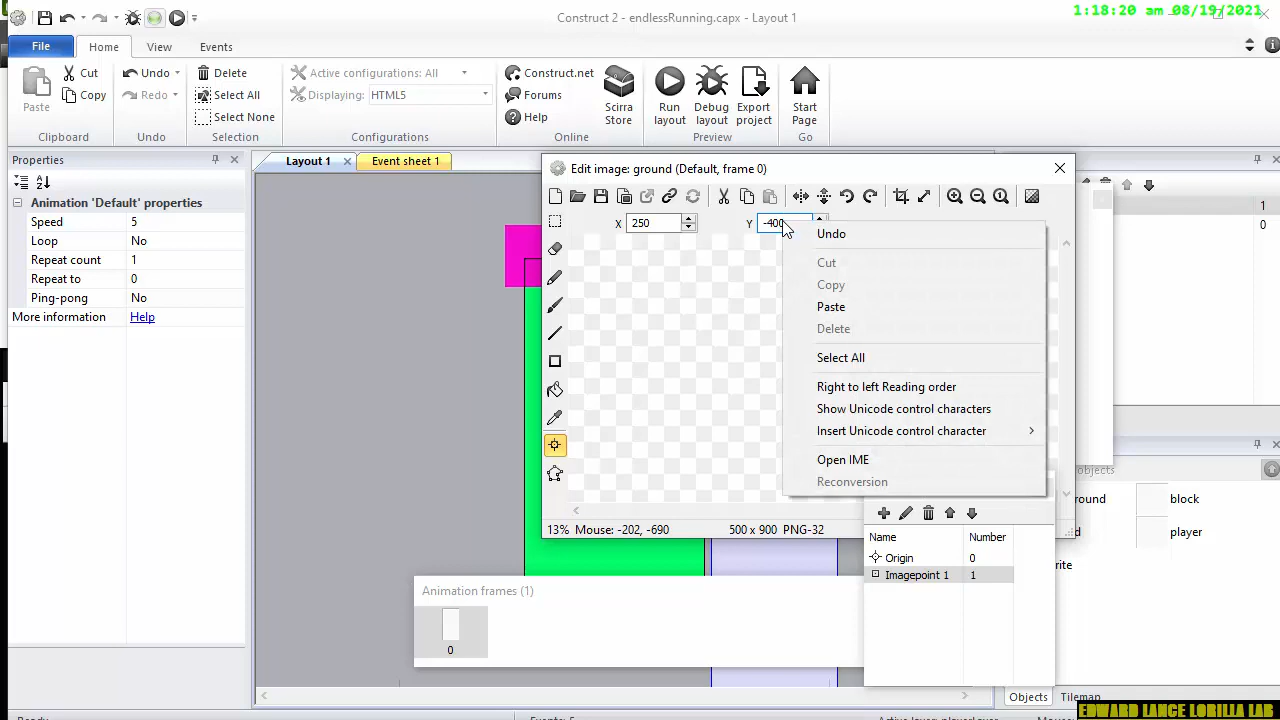 Construct 2 - endlessRunning.capx - Layout 1
1:18:20 am 08/19/2021
File
Home
View
Events
Paste
Cut
Copy
Clipboard
Undo
Redo
Undo
Delete
Select All
Select None
Selection
Active configurations: All
Displaying:
HTML5
Configurations
Construct.net
Forums
Help
Scirra
Store
Online
Run
layout
Debug
layout
Export
project
Preview
Start
Page
Go
Properties
Animation 'Default' properties
Speed 5
Loop No
Repeat count 1
Repeat to 0
Ping-pong No
More information Help
Layout 1
Event sheet 1
Edit image: ground (Default, frame 0)
X 250
Y -400
Undo
Cut
Copy
Paste
Delete
Select All
Right to left Reading order
Show Unicode control characters
Insert Unicode control character
Open IME
Reconversion
13% Mouse: -202, -690
500 x 900 PNG-32
Name Number
Origin 0
Imagepoint 1 1
Animation frames (1)
0
1
0
objects
round
block
d
player
rite
Objects
Tilemap
EDWARD LANCE LORILLA LAB